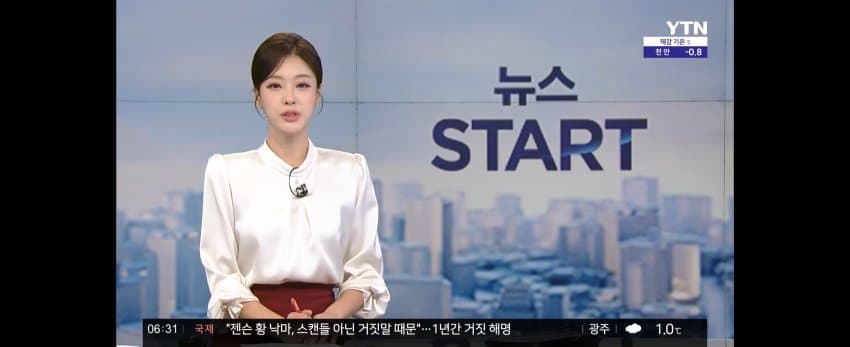 YTN
체감 기온 ℃
천안 -0.8
뉴스
START
06:31 국제 "젠슨 황 낙마, 스캔들 아닌 거짓말 때문"…1년간 거짓 해명 광주 1.0℃